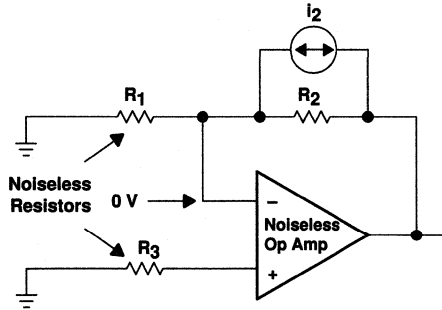 i2
R1
R2
Noiseless
Resistors
0 V
−
Noiseless
Op Amp
+
R3